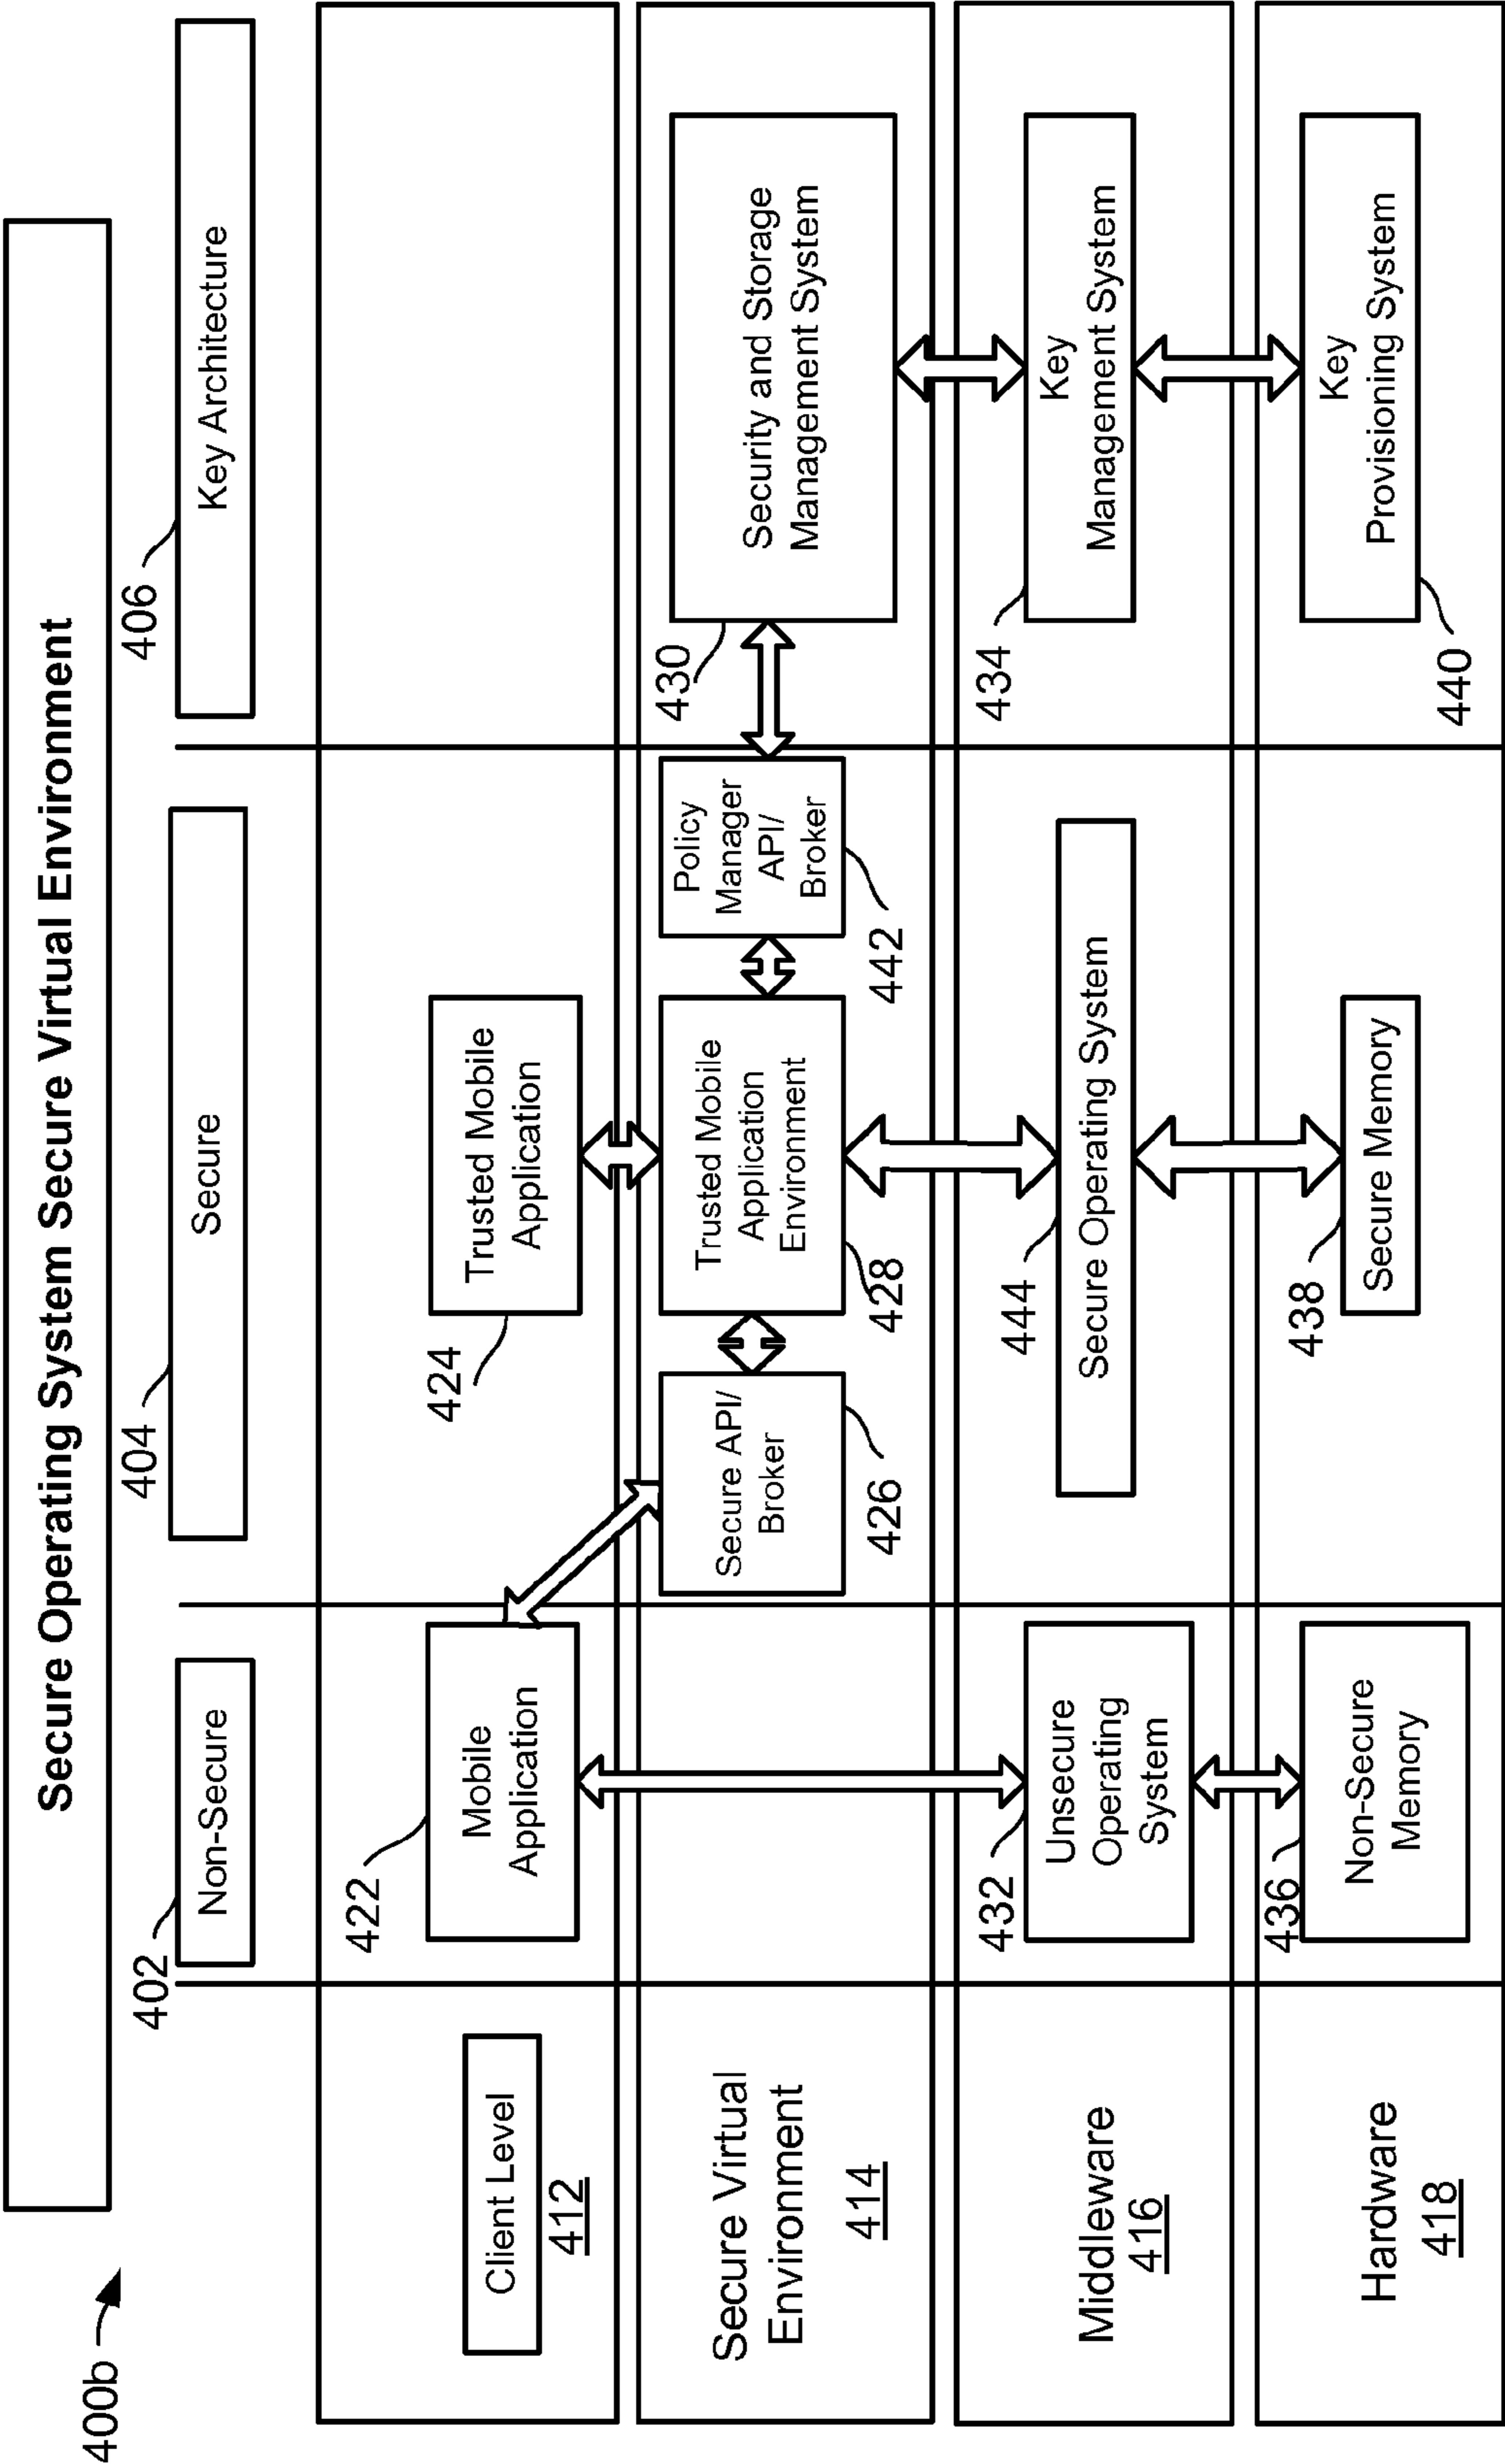 400b
Secure Operating System Secure Virtual Environment
402
Non-Secure
404
Secure
406
Key Architecture
Client Level
412
422
Mobile
Application
424
Trusted Mobile
Application
Secure Virtual
Environment
414
Secure API/
Broker
426
Trusted Mobile
Application
Environment
428
Policy
Manager
API/
Broker
442
430
Security and Storage
Management System
Middleware
416
432
Unsecure
Operating
System
444
Secure Operating System
434
Key
Management System
Hardware
418
436
Non-Secure
Memory
438
Secure Memory
Key
Provisioning System
440